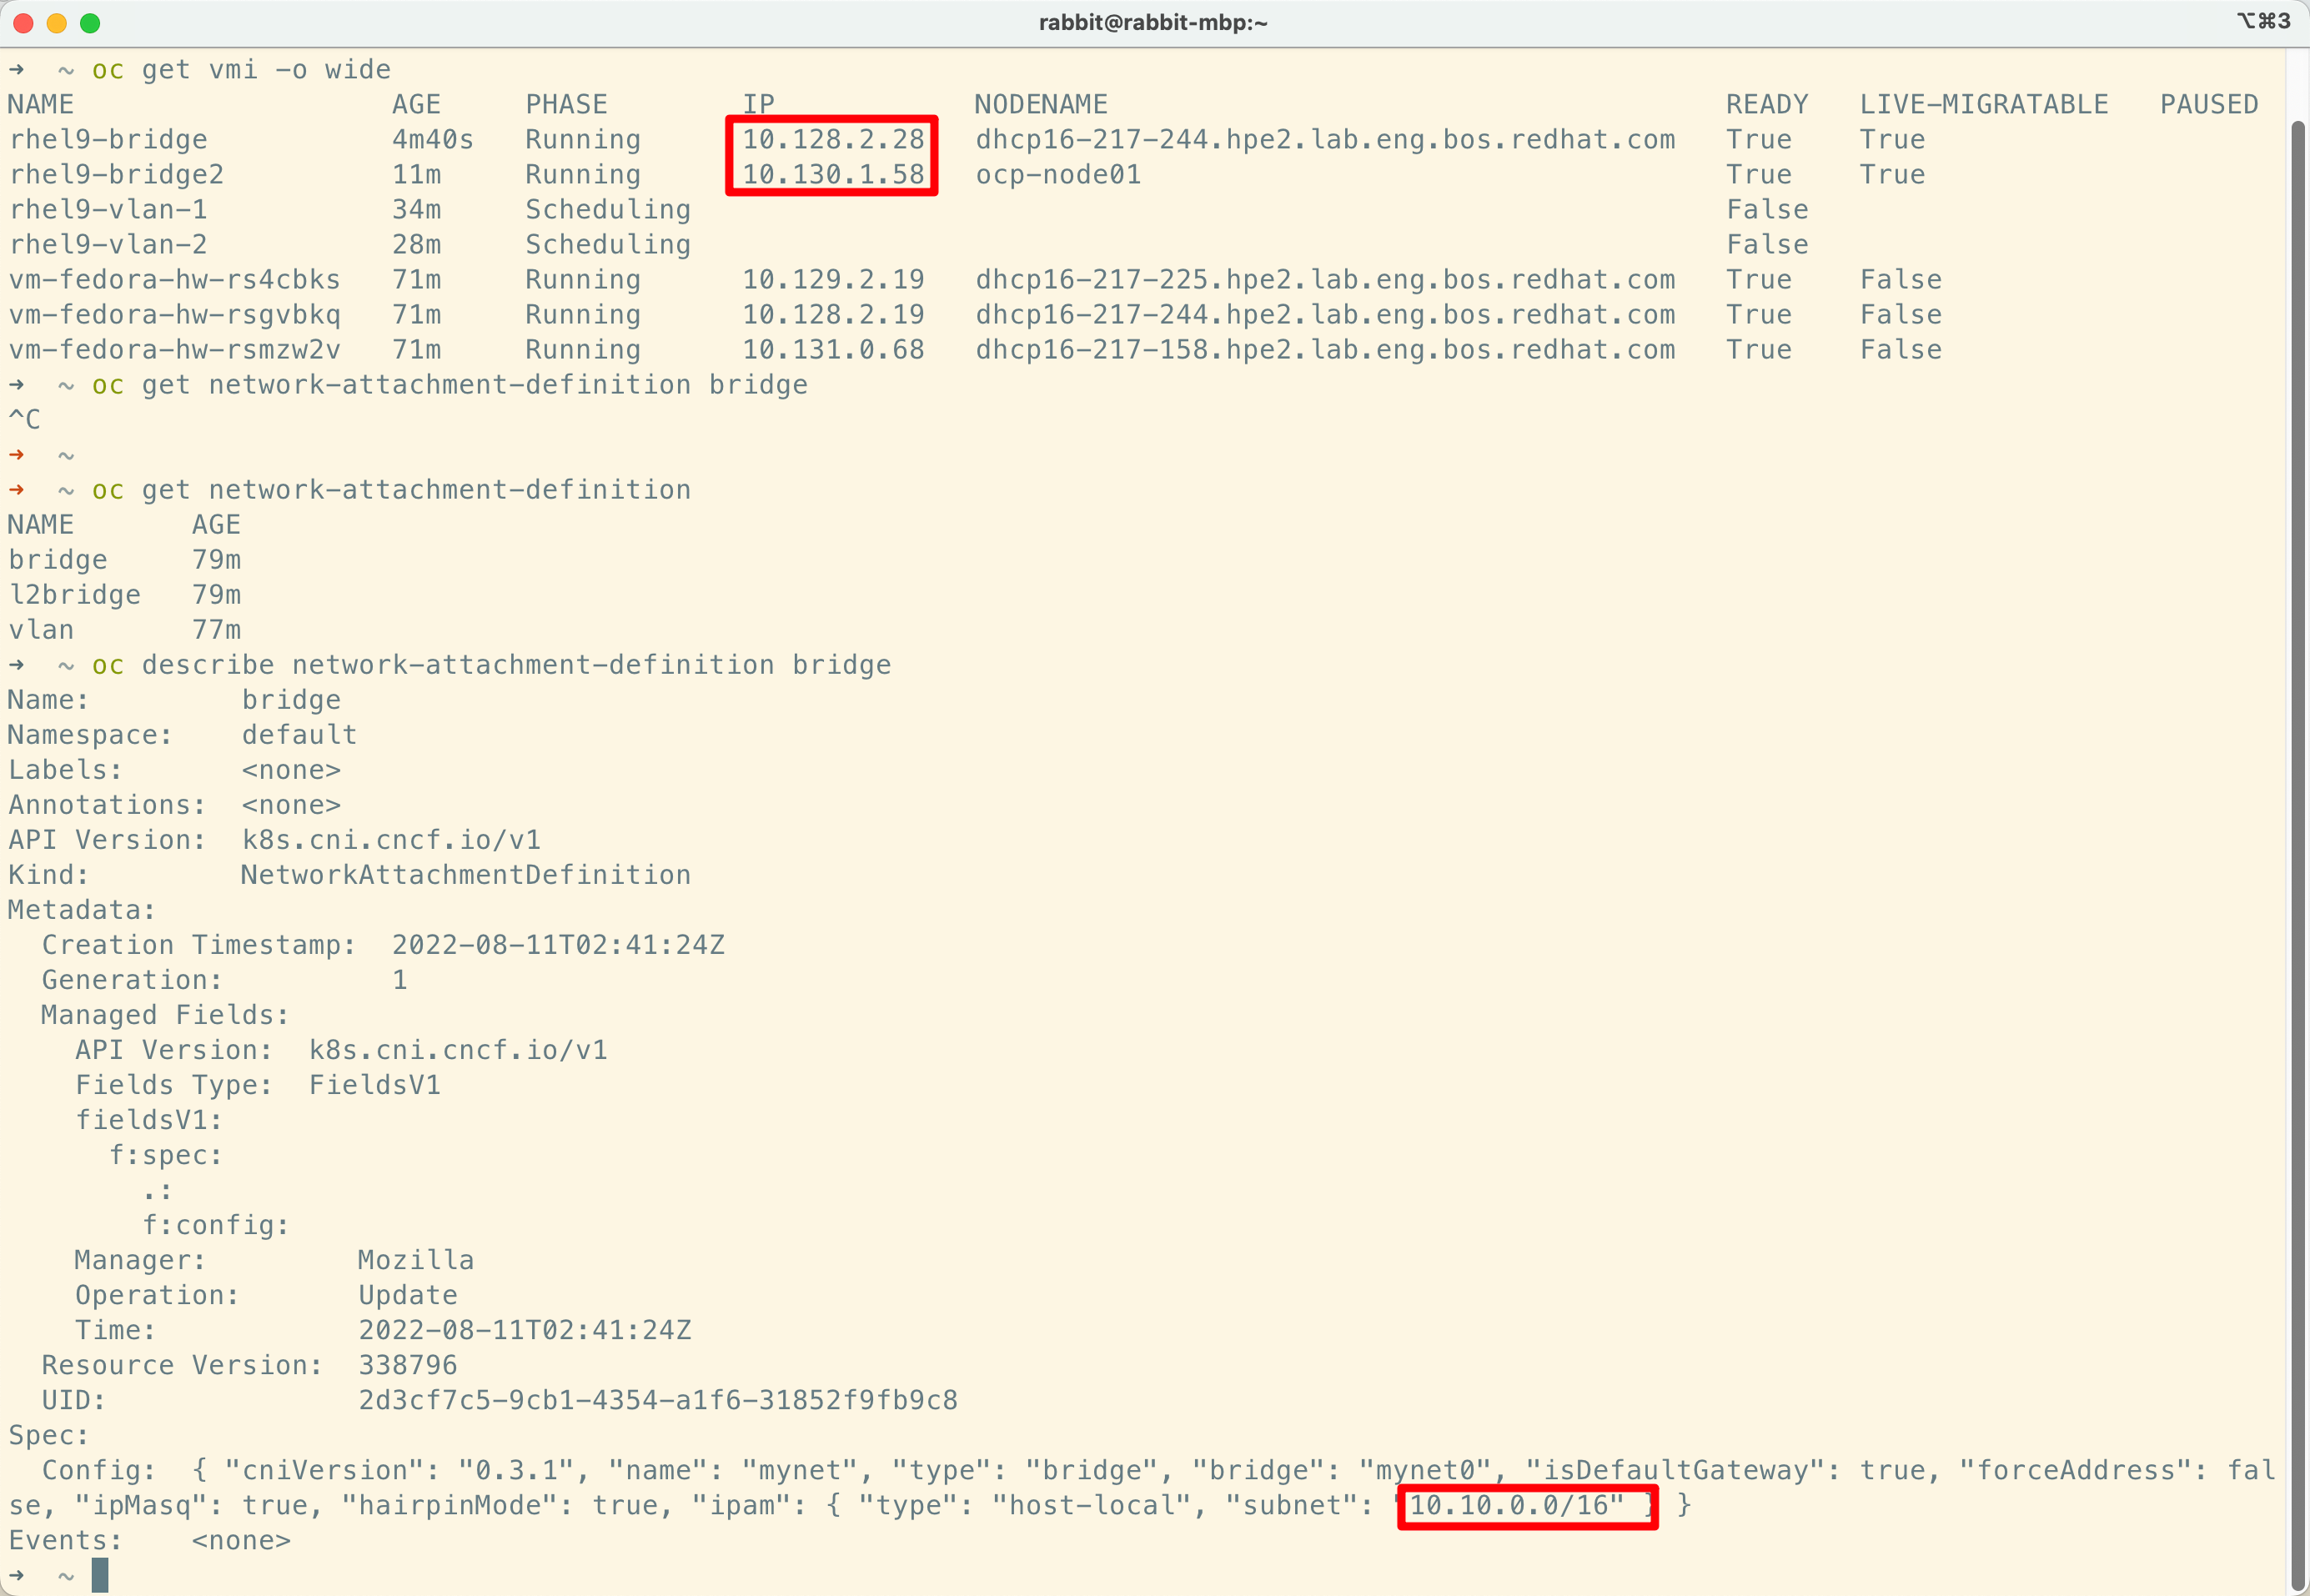 rabbit@rabbit-mbp:~ ⌥⌘3
➜ ~ oc get vmi -o wide
NAME AGE PHASE IP NODENAME READY LIVE-MIGRATABLE PAUSED
rhel9-bridge 4m40s Running 10.128.2.28 dhcp16-217-244.hpe2.lab.eng.bos.redhat.com True True
rhel9-bridge2 11m Running 10.130.1.58 ocp-node01 True True
rhel9-vlan-1 34m Scheduling False
rhel9-vlan-2 28m Scheduling False
vm-fedora-hw-rs4cbks 71m Running 10.129.2.19 dhcp16-217-225.hpe2.lab.eng.bos.redhat.com True False
vm-fedora-hw-rsgvbkq 71m Running 10.128.2.19 dhcp16-217-244.hpe2.lab.eng.bos.redhat.com True False
vm-fedora-hw-rsmzw2v 71m Running 10.131.0.68 dhcp16-217-158.hpe2.lab.eng.bos.redhat.com True False
➜ ~ oc get network-attachment-definition bridge
^C
➜ ~
➜ ~ oc get network-attachment-definition
NAME AGE
bridge 79m
l2bridge 79m
vlan 77m
➜ ~ oc describe network-attachment-definition bridge
Name: bridge
Namespace: default
Labels: <none>
Annotations: <none>
API Version: k8s.cni.cncf.io/v1
Kind: NetworkAttachmentDefinition
Metadata:
Creation Timestamp: 2022-08-11T02:41:24Z
Generation: 1
Managed Fields:
API Version: k8s.cni.cncf.io/v1
Fields Type: FieldsV1
fieldsV1:
f:spec:
.:
f:config:
Manager: Mozilla
Operation: Update
Time: 2022-08-11T02:41:24Z
Resource Version: 338796
UID: 2d3cf7c5-9cb1-4354-a1f6-31852f9fb9c8
Spec:
Config: { "cniVersion": "0.3.1", "name": "mynet", "type": "bridge", "bridge": "mynet0", "isDefaultGateway": true, "forceAddress": fal
se, "ipMasq": true, "hairpinMode": true, "ipam": { "type": "host-local", "subnet": "10.10.0.0/16" } }
Events: <none>
➜ ~